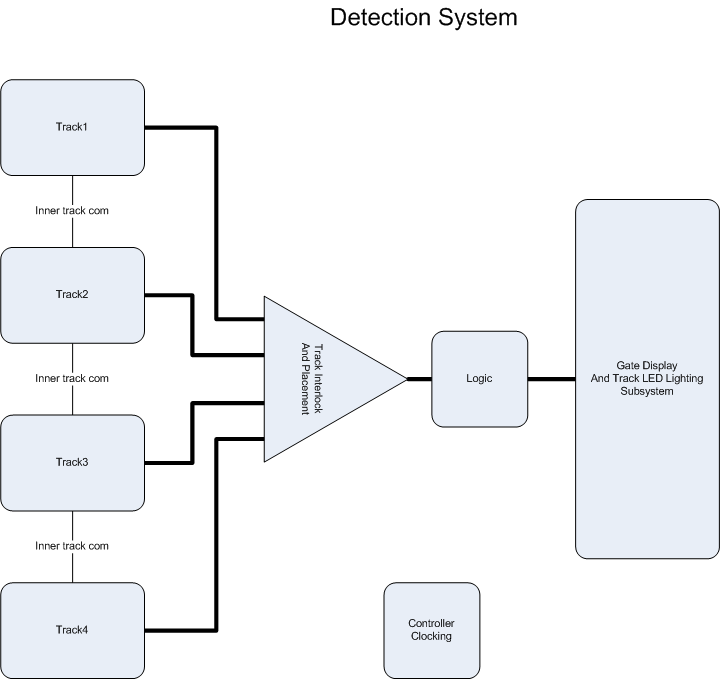 Detection System
Track1
Inner track com
Track2
Inner track com
Track3
Inner track com
Track4
Track Interlock
And Placement
Logic
Gate Display
And Track LED Lighting
Subsystem
Controller
Clocking